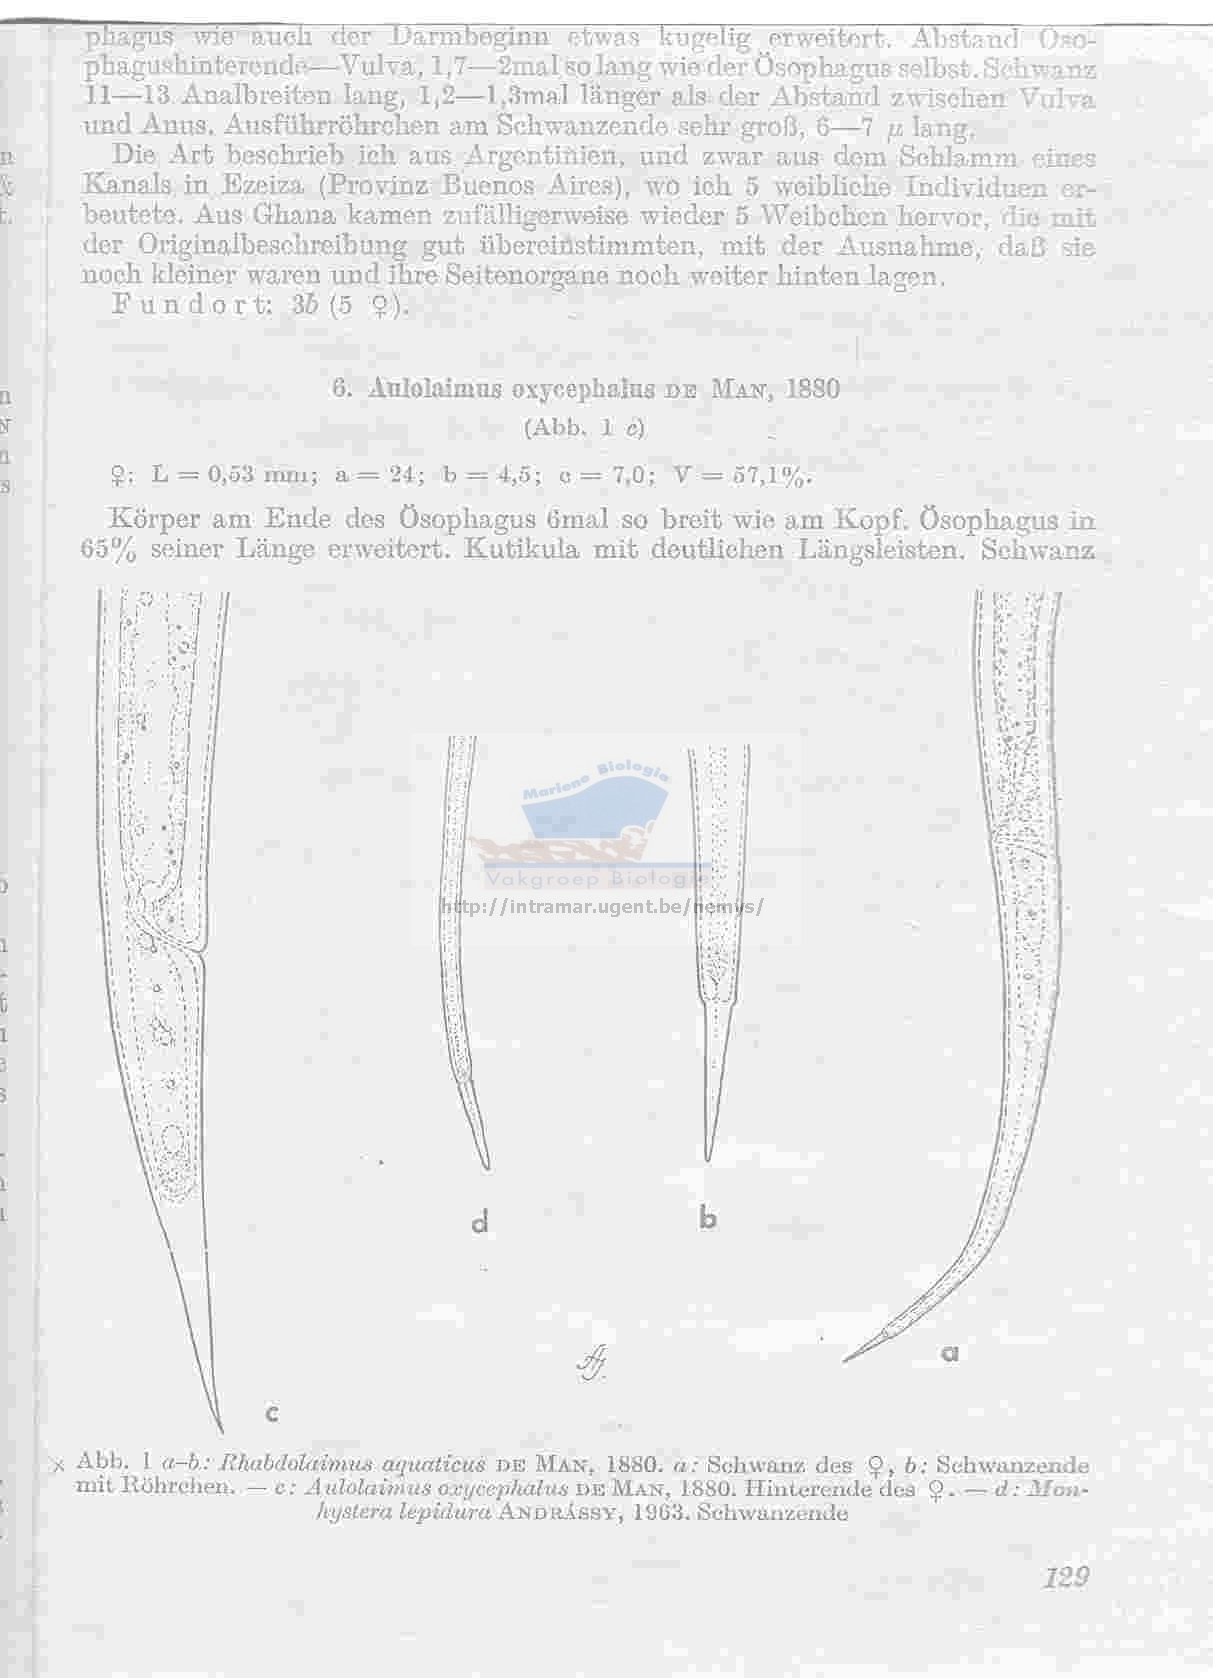 phagus wie auch der Darmbeginn etwas kugelig erweitert. Abstand Öso-
phagushinterende—Vulva, 1,7—2mal so lang wie der Ösophagus selbst. Schwanz
11—13 Analbreiten lang, 1,2—1,3mal länger als der Abstand zwischen Vulva
und Anus. Ausführröhrchen am Schwanzende sehr groß, 6—7 μ lang.
Die Art beschrieb ich aus Argentinien, und zwar aus dem Schlamm eines
Kanals in Ezeiza (Provinz Buenos Aires), wo ich 5 weibliche Individuen er-
beutete. Aus Ghana kamen zufälligerweise wieder 5 Weibchen hervor, die mit
der Originalbeschreibung gut übereinstimmten, mit der Ausnahme, daß sie
noch kleiner waren und ihre Seitenorgane noch weiter hinten lagen.
Fundort: 3b (5 ♀).
6. Aulolaimus oxycephalus DE MAN, 1880
(Abb. 1 c)
♀: L = 0,53 mm; a = 24; b = 4,5; c = 7,0; V = 57,1%.
Körper am Ende des Ösophagus 6mal so breit wie am Kopf. Ösophagus in
65% seiner Länge erweitert. Kutikula mit deutlichen Längsleisten. Schwanz
Mariene Biologie
Vakgroep Biologie
http://intramar.ugent.be/nemys/
d
b
a
c
Abb. 1 a–b: Rhabdolaimus aquaticus DE MAN, 1880. a: Schwanz des ♀, b: Schwanzende
mit Röhrchen. — c: Aulolaimus oxycephalus DE MAN, 1880. Hinterende des ♀. — d: Mon-
hystera lepidura ANDRÁSSY, 1963. Schwanzende
129